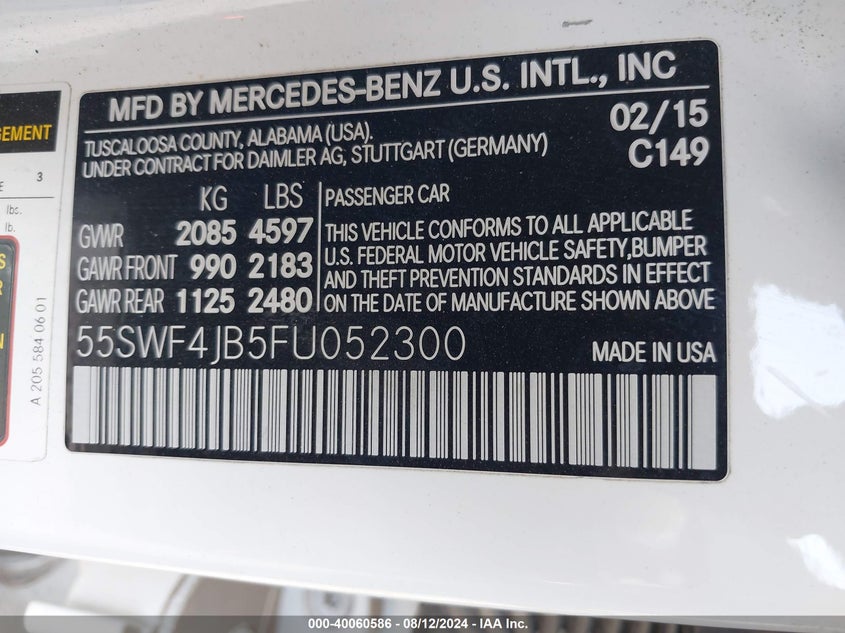 MFD BY MERCEDES-BENZ U.S. INTL., INC
TUSCALOOSA COUNTY, ALABAMA (USA). 02/15
UNDER CONTRACT FOR DAIMLER AG, STUTTGART (GERMANY) C149
KG LBS PASSENGER CAR
GVWR 2085 4597
GAWR FRONT 990 2183
GAWR REAR 1125 2480
THIS VEHICLE CONFORMS TO ALL APPLICABLE
U.S. FEDERAL MOTOR VEHICLE SAFETY,BUMPER
AND THEFT PREVENTION STANDARDS IN EFFECT
ON THE DATE OF MANUFACTURE SHOWN ABOVE
55SWF4JB5FU052300 MADE IN USA
3
lbs.
lb.
A 205 584 06 01
000-40060586 - 08/12/2024 - IAA Inc.